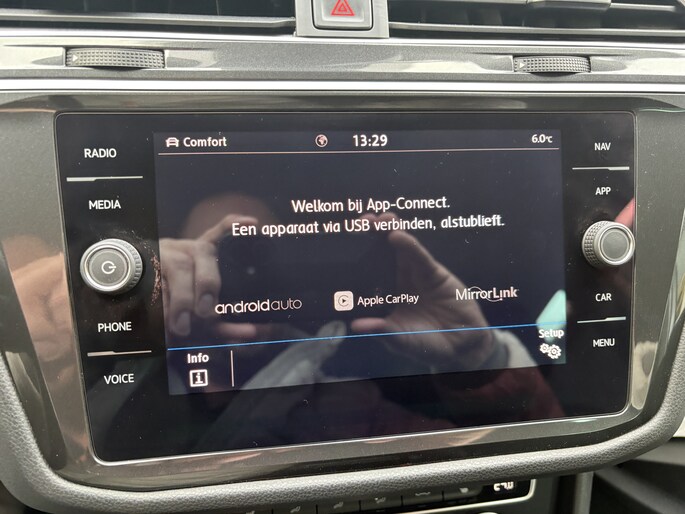 Comfort 13:29 6.0°C
RADIO
MEDIA
PHONE
VOICE
Welkom bij App-Connect.
Een apparaat via USB verbinden, alstublieft.
androidauto Apple CarPlay MirrorLink
Info
i
Setup
NAV
APP
CAR
MENU